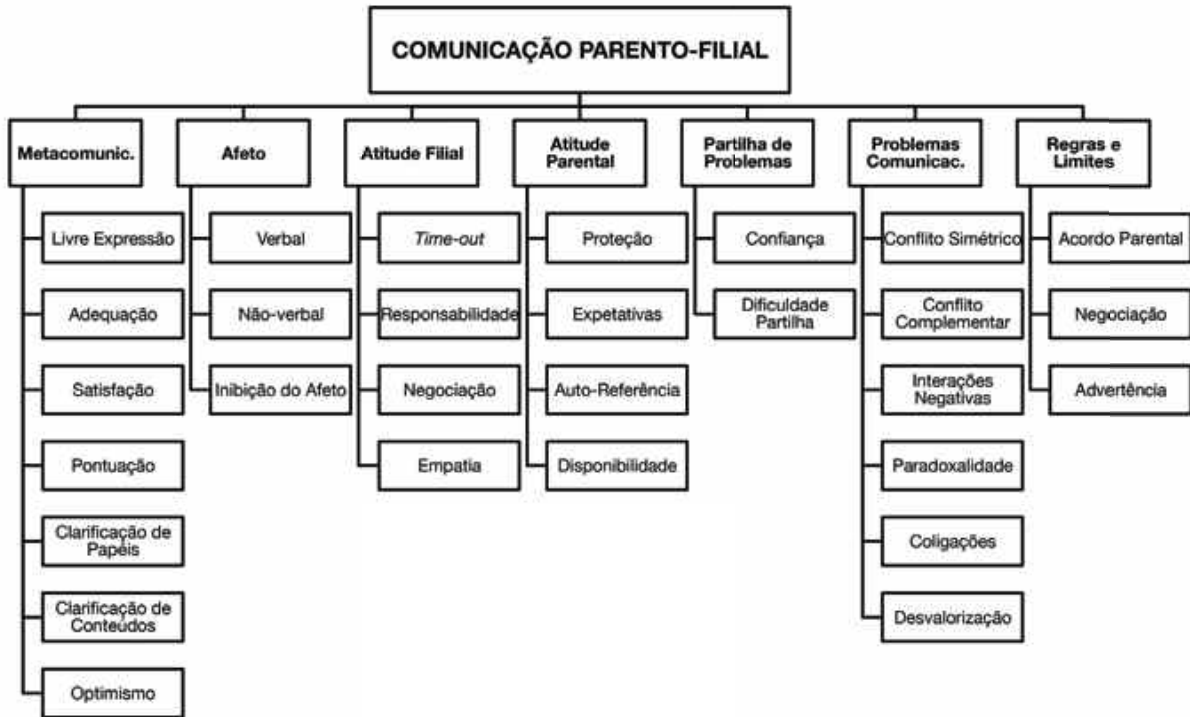 COMUNICAÇÃO PARENTO-FILIAL
Metacomunic.
Livre Expressão
Adequação
Satisfação
Pontuação
Clarificação de
Papéis
Clarificação de
Conteúdos
Optimismo
Afeto
Verbal
Não-verbal
Inibição do Afeto
Atitude Filial
Time-out
Responsabilidade
Negociação
Empatia
Atitude
Parental
Proteção
Expetativas
Auto-Referência
Disponibilidade
Partilha de
Problemas
Confiança
Dificuldade
Partilha
Problemas
Comunicac.
Conflito Simétrico
Conflito
Complementar
Interações
Negativas
Paradoxalidade
Coligações
Desvalorização
Regras e
Limites
Acordo Parental
Negociação
Advertência